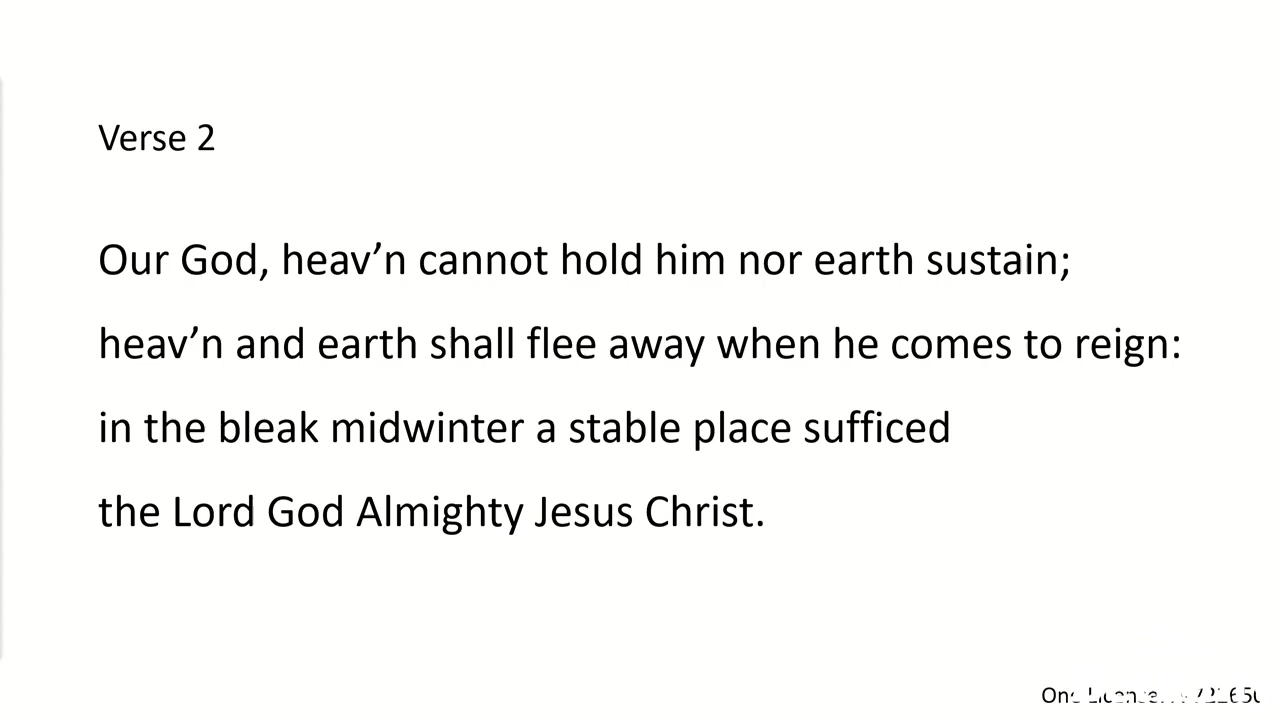 Verse 2
Our God, heav’n cannot hold him nor earth sustain;
heav’n and earth shall flee away when he comes to reign:
in the bleak midwinter a stable place sufficed
the Lord God Almighty Jesus Christ.